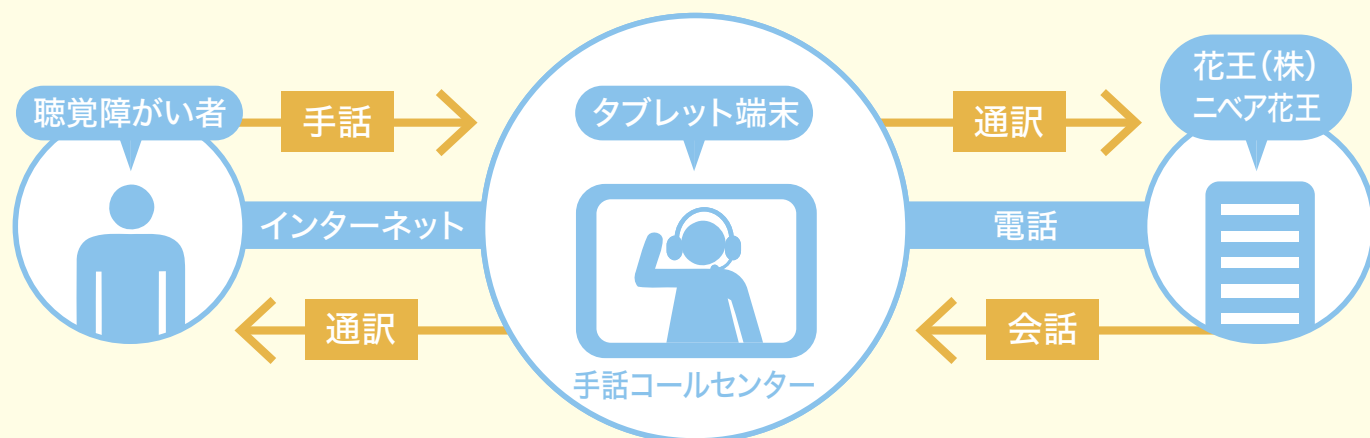 聴覚障がい者
手話
タブレット端末
通訳
花王(株)
ニベア花王
インターネット
電話
通訳
会話
手話コールセンター